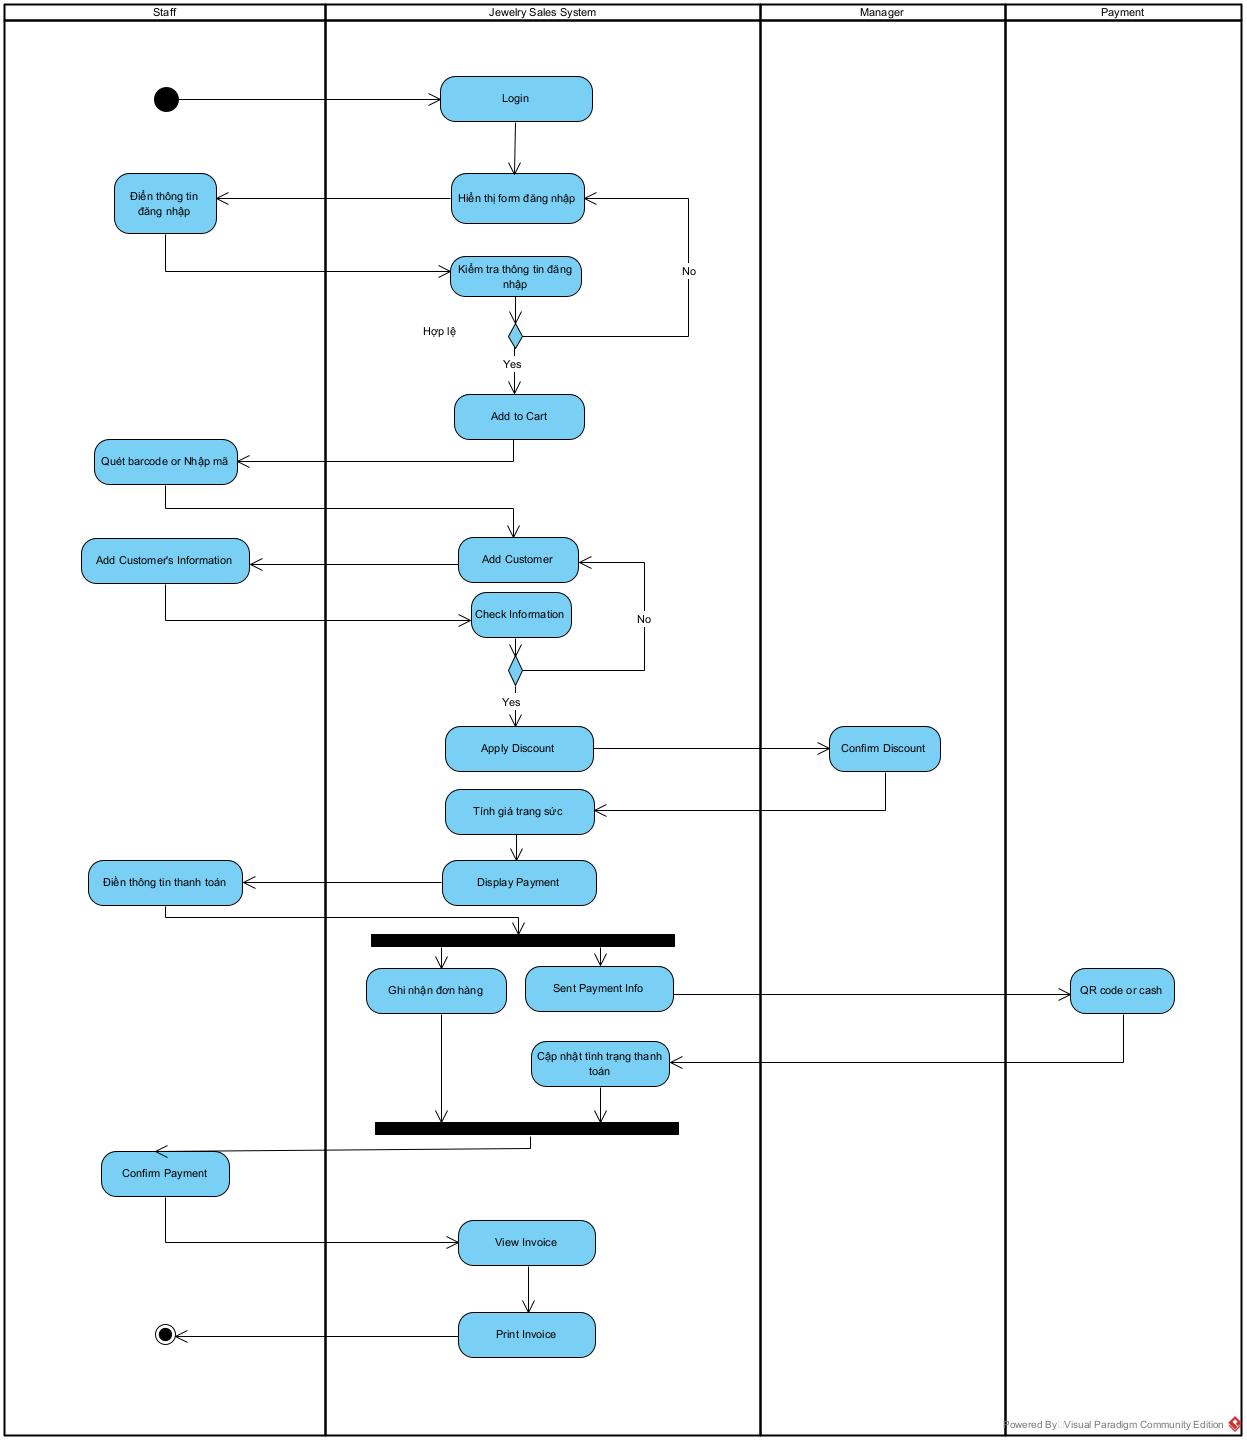 Staff
Jewelry Sales System
Manager
Payment
Login
Điền thông tin
đăng nhập
Hiển thị form đăng nhập
Kiểm tra thông tin đăng
nhập
No
Hợp lệ
Yes
Add to Cart
Quét barcode or Nhập mã
Add Customer's Information
Add Customer
Check Information
No
Yes
Apply Discount
Confirm Discount
Tính giá trang sức
Điền thông tin thanh toán
Display Payment
Ghi nhận đơn hàng
Sent Payment Info
QR code or cash
Cập nhật tình trạng thanh
toán
Confirm Payment
View Invoice
Print Invoice
Powered By Visual Paradigm Community Edition